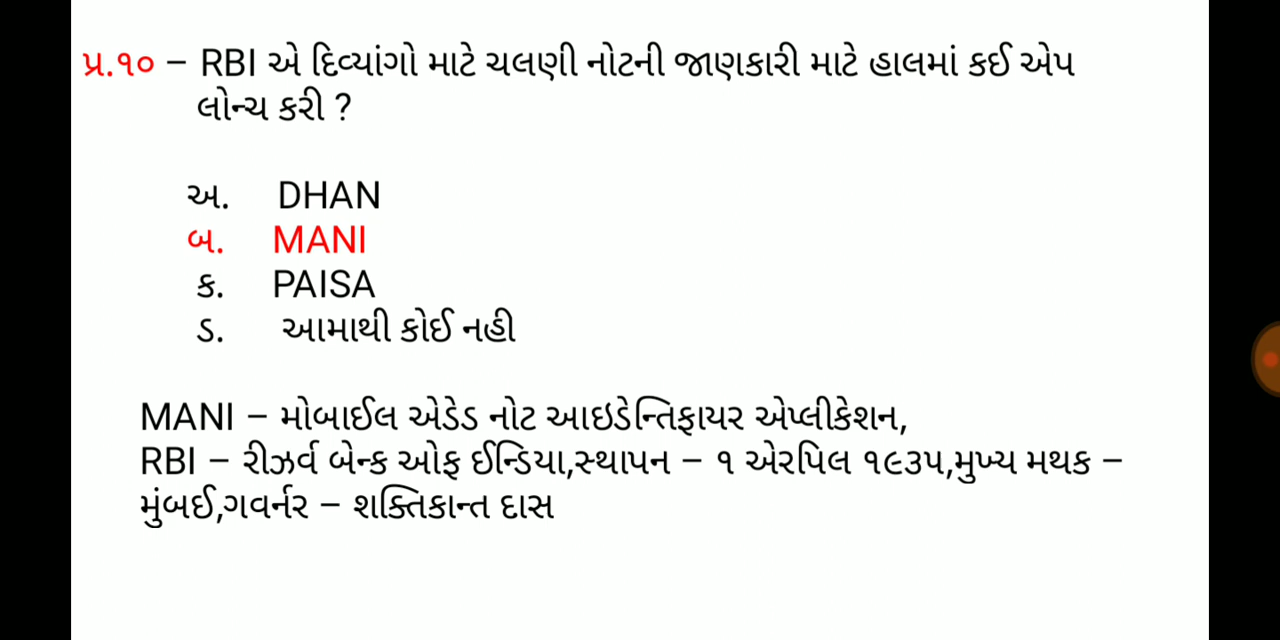 પ્ર.૧૦ – RBI એ દિવ્યાંગો માટે ચલણી નોટની જાણકારી માટે હાલમાં કઈ એપ
લોન્ચ કરી ?
અ. DHAN
બ. MANI
ક. PAISA
ડ. આમાથી કોઈ નહી
MANI – મોબાઈલ એડેડ નોટ આઇડેન્તિફાયર એપ્લીકેશન,
RBI – રીઝર્વ બેન્ક ઓફ ઈન્ડિયા,સ્થાપન – ૧ એરપિલ ૧૯૩૫,મુખ્ય મથક –
મુંબઈ,ગવર્નર – શક્તિકાન્ત દાસ